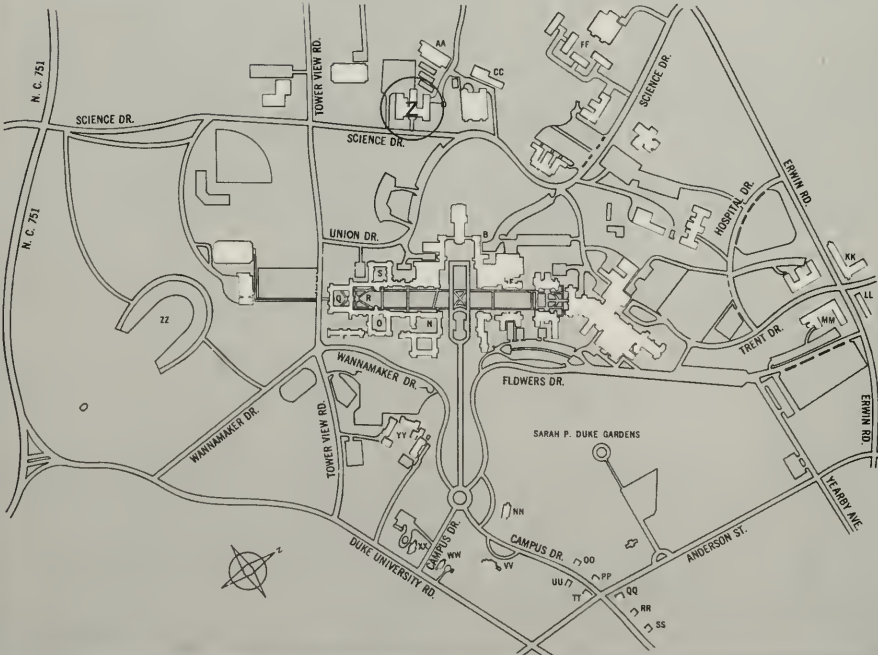 N. C. 751
TOWER VIEW RD.
AA
CC
FF
SCIENCE DR.
Z
SCIENCE DR.
SCIENCE DR.
ERWIN RD.
HOSPITAL DR.
N. C. 751
UNION DR.
B
S
Q
R
O
N
KK
LL
MM
TRENT DR.
ZZ
WANNAMAKER DR.
FLOWERS DR.
ERWIN RD.
WANNAMAKER DR.
TOWER VIEW RD.
YY
SARAH P. DUKE GARDENS
YEARBY AVE.
NN
CAMPUS DR.
CAMPUS DR.
ANDERSON ST.
XX
WW
VV
OO
PP
UU
TT
QQ
RR
SS
DUKE UNIVERSITY RD.
Z